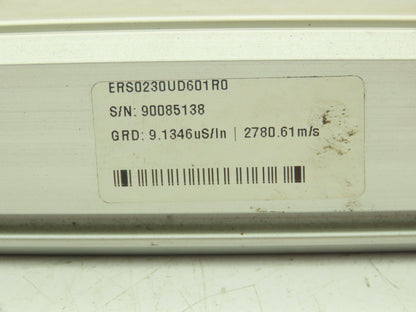 ERS0230UD601R0
S/N: 90085138
GRD: 9.1346uS/In | 2780.61m/s